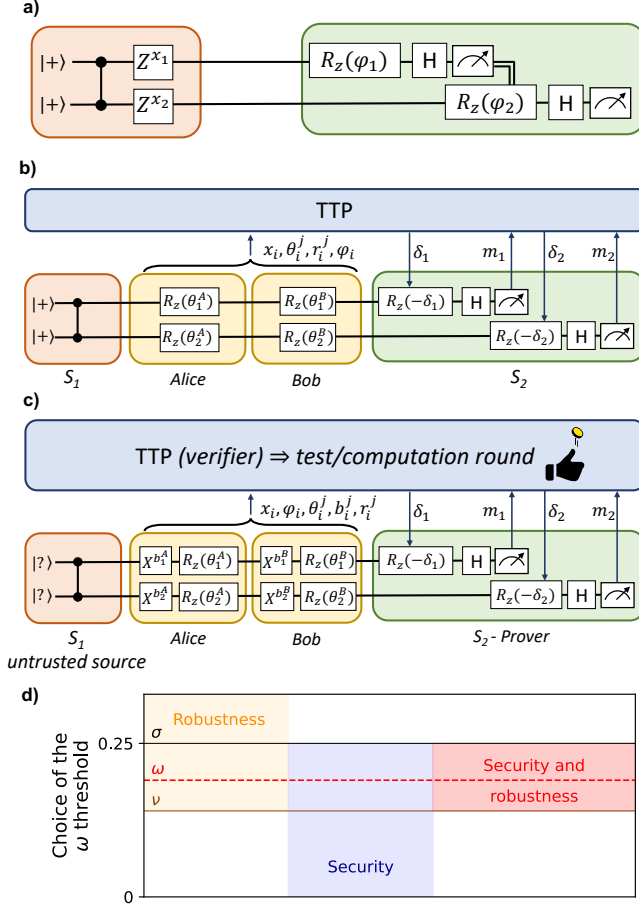 a)
|+⟩ Z^{x_1} R_z(φ_1) H
|+⟩ Z^{x_2} R_z(φ_2) H
b)
TTP
x_i, θ_i^j, r_i^j, φ_i δ_1 m_1 δ_2 m_2
|+⟩ R_z(θ_1^A) R_z(θ_1^B) R_z(−δ_1) H
|+⟩ R_z(θ_2^A) R_z(θ_2^B) R_z(−δ_2) H
S_1 Alice Bob S_2
c)
TTP (verifier) ⇒ test/computation round
x_i, φ_i, θ_i^j, b_i^j, r_i^j δ_1 m_1 δ_2 m_2
|?⟩ X^{b_1^A} R_z(θ_1^A) X^{b_1^B} R_z(θ_1^B) R_z(−δ_1) H
|?⟩ X^{b_2^A} R_z(θ_2^A) X^{b_2^B} R_z(θ_2^B) R_z(−δ_2) H
S_1 Alice Bob S_2 - Prover
untrusted source
d)
Choice of the
ω threshold
Robustness
σ
0.25
ω
Security and
robustness
ν
Security
0